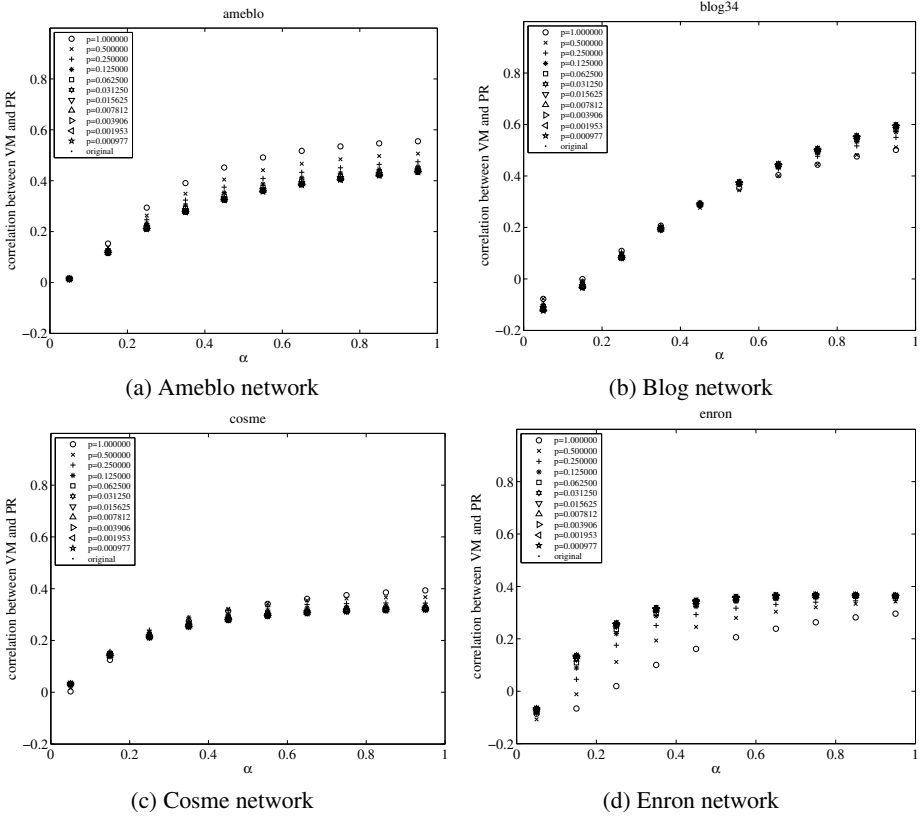 ameblo
p=1.000000
p=0.500000
p=0.250000
p=0.125000
p=0.062500
p=0.031250
p=0.015625
p=0.007812
p=0.003906
p=0.001953
p=0.000977
original
0.8
0.6
0.4
0.2
0
−0.2
correlation between VM and PR
0 0.2 0.4 0.6 0.8 1
α
(a) Ameblo network
blog34
p=1.000000
p=0.500000
p=0.250000
p=0.125000
p=0.062500
p=0.031250
p=0.015625
p=0.007812
p=0.003906
p=0.001953
p=0.000977
original
0.8
0.6
0.4
0.2
0
−0.2
correlation between VM and PR
0 0.2 0.4 0.6 0.8 1
α
(b) Blog network
cosme
p=1.000000
p=0.500000
p=0.250000
p=0.125000
p=0.062500
p=0.031250
p=0.015625
p=0.007812
p=0.003906
p=0.001953
p=0.000977
original
0.8
0.6
0.4
0.2
0
−0.2
correlation between VM and PR
0 0.2 0.4 0.6 0.8 1
α
(c) Cosme network
enron
p=1.000000
p=0.500000
p=0.250000
p=0.125000
p=0.062500
p=0.031250
p=0.015625
p=0.007812
p=0.003906
p=0.001953
p=0.000977
original
0.8
0.6
0.4
0.2
0
−0.2
correlation between VM and PR
0 0.2 0.4 0.6 0.8 1
α
(d) Enron network